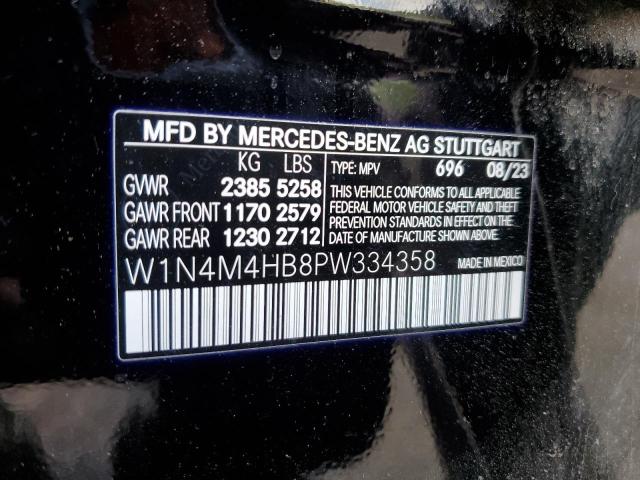 MFD BY MERCEDES-BENZ AG STUTTGART
KG LBS TYPE: MPV 696 08/23
GVWR 2385 5258
GAWR FRONT 1170 2579
GAWR REAR 1230 2712
THIS VEHICLE CONFORMS TO ALL APPLICABLE
FEDERAL MOTOR VEHICLE SAFETY AND THEFT
PREVENTION STANDARDS IN EFFECT ON THE
DATE OF MANUFACTURE SHOWN ABOVE.
W1N4M4HB8PW334358 MADE IN MEXICO